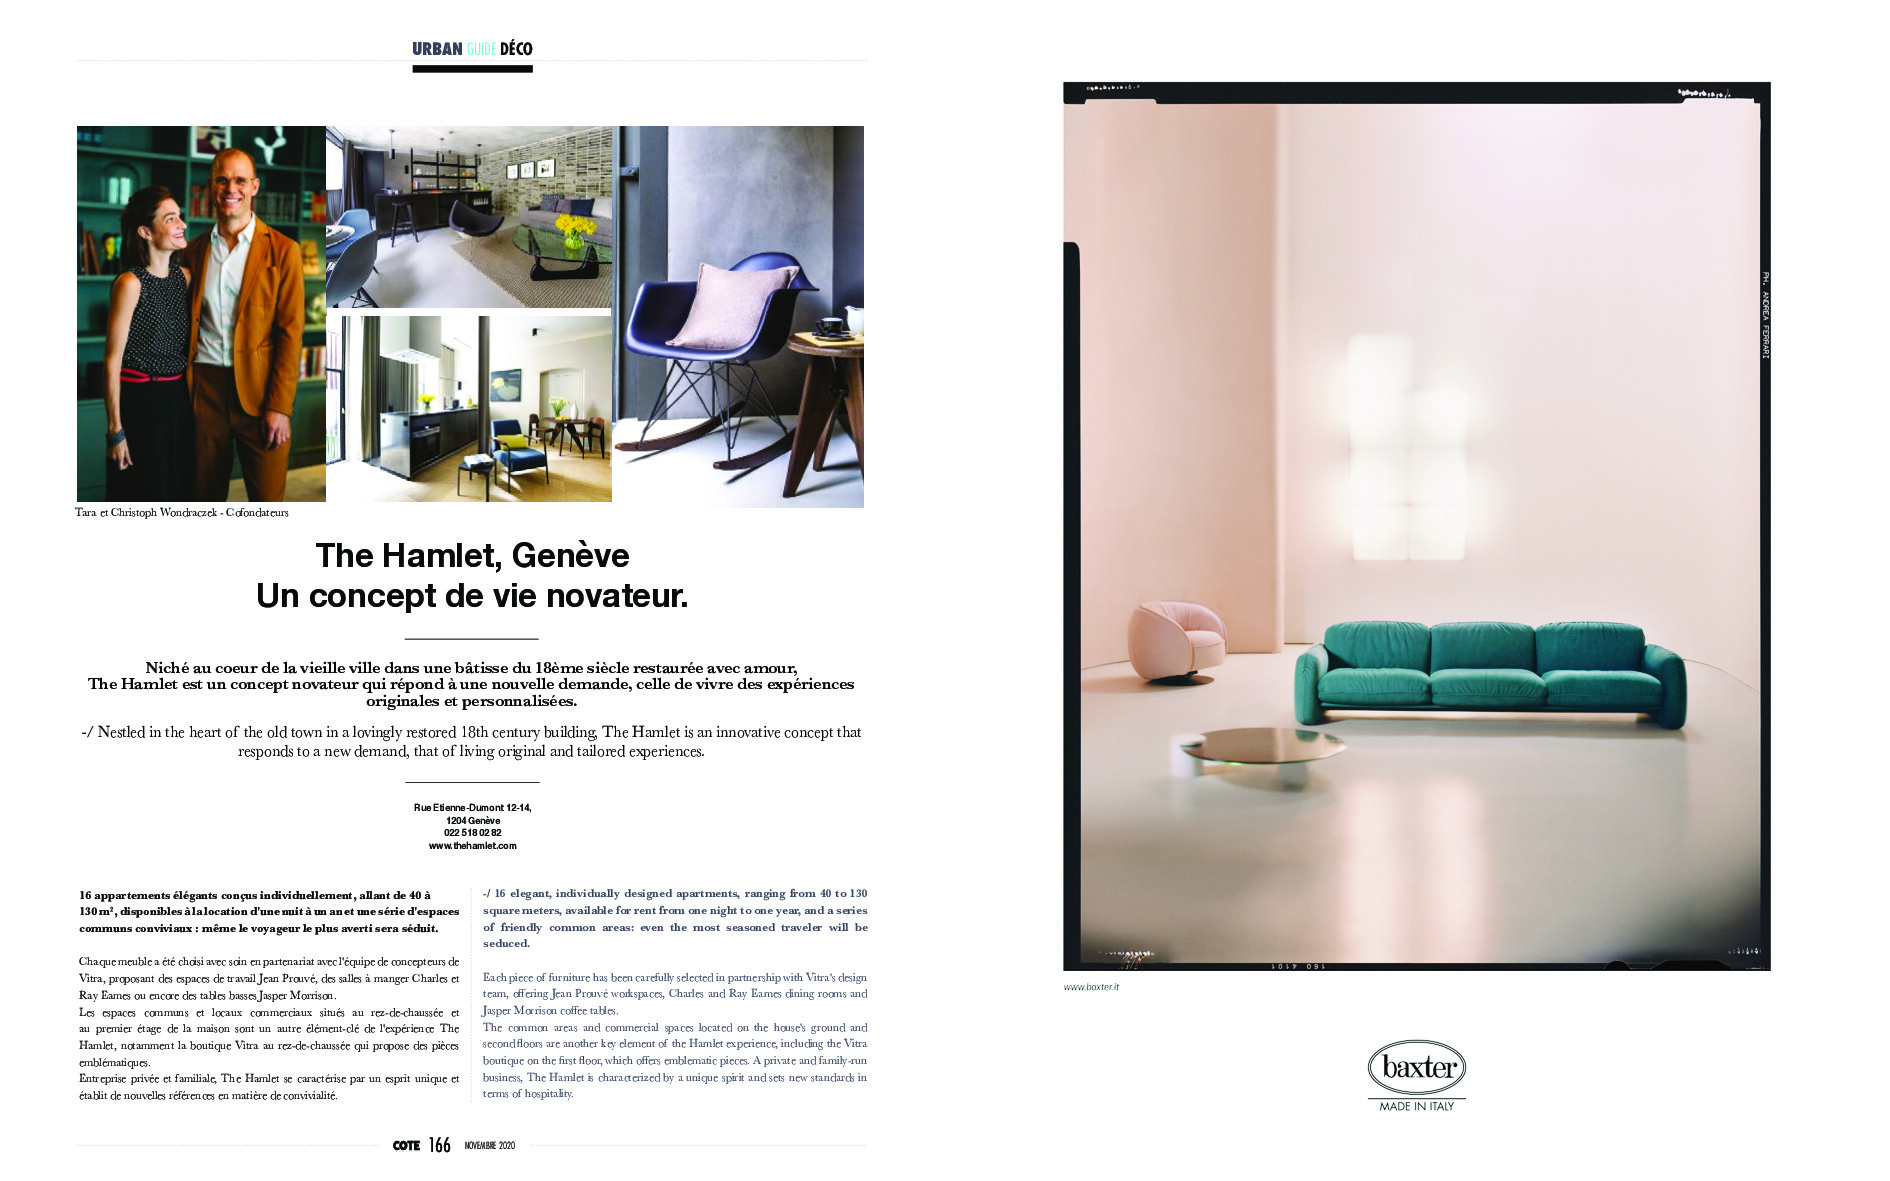 URBAN GUIDE DÉCO
Tara et Christoph Wondraczek - Cofondateurs
The Hamlet, Genève
Un concept de vie novateur.
Niché au coeur de la vieille ville dans une bâtisse du 18ème siècle restaurée avec amour,
The Hamlet est un concept novateur qui répond à une nouvelle demande, celle de vivre des expériences
originales et personnalisées.
-/ Nestled in the heart of the old town in a lovingly restored 18th century building, The Hamlet is an innovative concept that
responds to a new demand, that of living original and tailored experiences.
Rue Etienne-Dumont 12-14,
1204 Genève
022 518 02 82
www.thehamlet.com
16 appartements élégants conçus individuellement, allant de 40 à
130 m², disponibles à la location d'une nuit à un an et une série d'espaces
communs conviviaux : même le voyageur le plus averti sera séduit.
Chaque meuble a été choisi avec soin en partenariat avec l'équipe de concepteurs de
Vitra, proposant des espaces de travail Jean Prouvé, des salles à manger Charles et
Ray Eames ou encore des tables basses Jasper Morrison.
Les espaces communs et locaux commerciaux situés au rez-de-chaussée et
au premier étage de la maison sont un autre élément-clé de l'expérience The
Hamlet, notamment la boutique Vitra au rez-de-chaussée qui propose des pièces
emblématiques.
Entreprise privée et familiale, The Hamlet se caractérise par un esprit unique et
établit de nouvelles références en matière de convivialité.
-/ 16 elegant, individually designed apartments, ranging from 40 to 130
square meters, available for rent from one night to one year, and a series
of friendly common areas: even the most seasoned traveler will be
seduced.
Each piece of furniture has been carefully selected in partnership with Vitra's design
team, offering Jean Prouvé workspaces, Charles and Ray Eames dining rooms and
Jasper Morrison coffee tables.
The common areas and commercial spaces located on the house's ground and
second floors are another key element of the Hamlet experience, including the Vitra
boutique on the first floor, which offers emblematic pieces. A private and family-run
business, The Hamlet is characterized by a unique spirit and sets new standards in
terms of hospitality.
COTE 166 NOVEMBRE 2020
PH. ANDREA FERRARI
160 4101
www.baxter.it
baxter
MADE IN ITALY